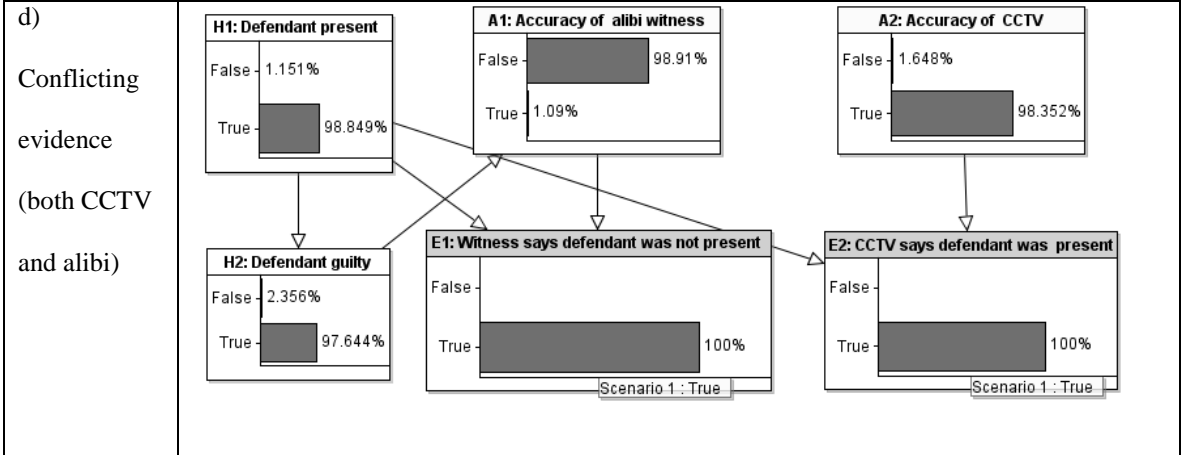 d)
Conflicting
evidence
(both CCTV
and alibi)
H1: Defendant present
False
1.151%
True
98.849%
A1: Accuracy of alibi witness
False
98.91%
True
1.09%
A2: Accuracy of CCTV
False
1.648%
True
98.352%
H2: Defendant guilty
False
2.356%
True
97.644%
E1: Witness says defendant was not present
False
True
100%
Scenario 1 : True
E2: CCTV says defendant was present
False
True
100%
Scenario 1 : True